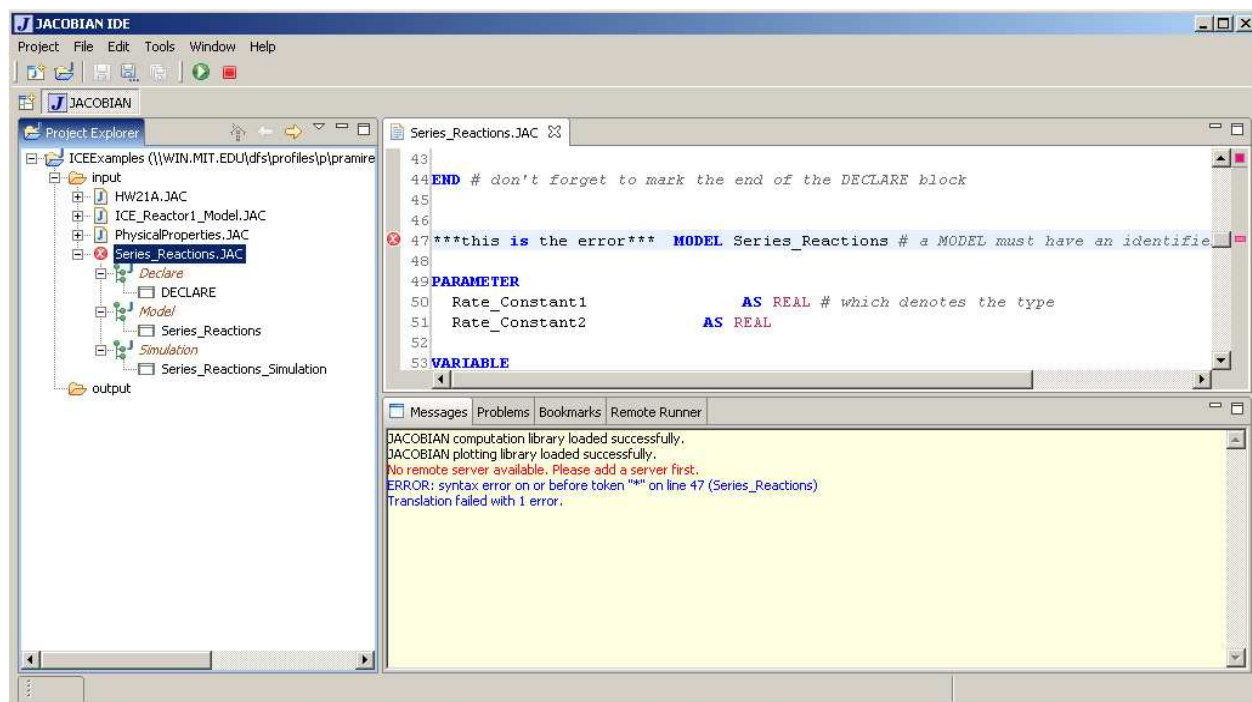 JACOBIAN IDE
Project File Edit Tools Window Help
JACOBIAN
Project Explorer
ICEExamples (\\WIN.MIT.EDU\dfs\profiles\p\pramire
input
HW21A.JAC
ICE_Reactor1_Model.JAC
PhysicalProperties.JAC
Series_Reactions.JAC
Declare
DECLARE
Model
Series_Reactions
Simulation
Series_Reactions_Simulation
output
Series_Reactions.JAC
43
44 END # don't forget to mark the end of the DECLARE block
45
46
47 ***this is the error*** MODEL Series_Reactions # a MODEL must have an identifie
48
49 PARAMETER
50 Rate_Constant1 AS REAL # which denotes the type
51 Rate_Constant2 AS REAL
52
53 VARIABLE
Messages Problems Bookmarks Remote Runner
JACOBIAN computation library loaded successfully.
JACOBIAN plotting library loaded successfully.
No remote server available. Please add a server first.
ERROR: syntax error on or before token "*" on line 47 (Series_Reactions)
Translation failed with 1 error.